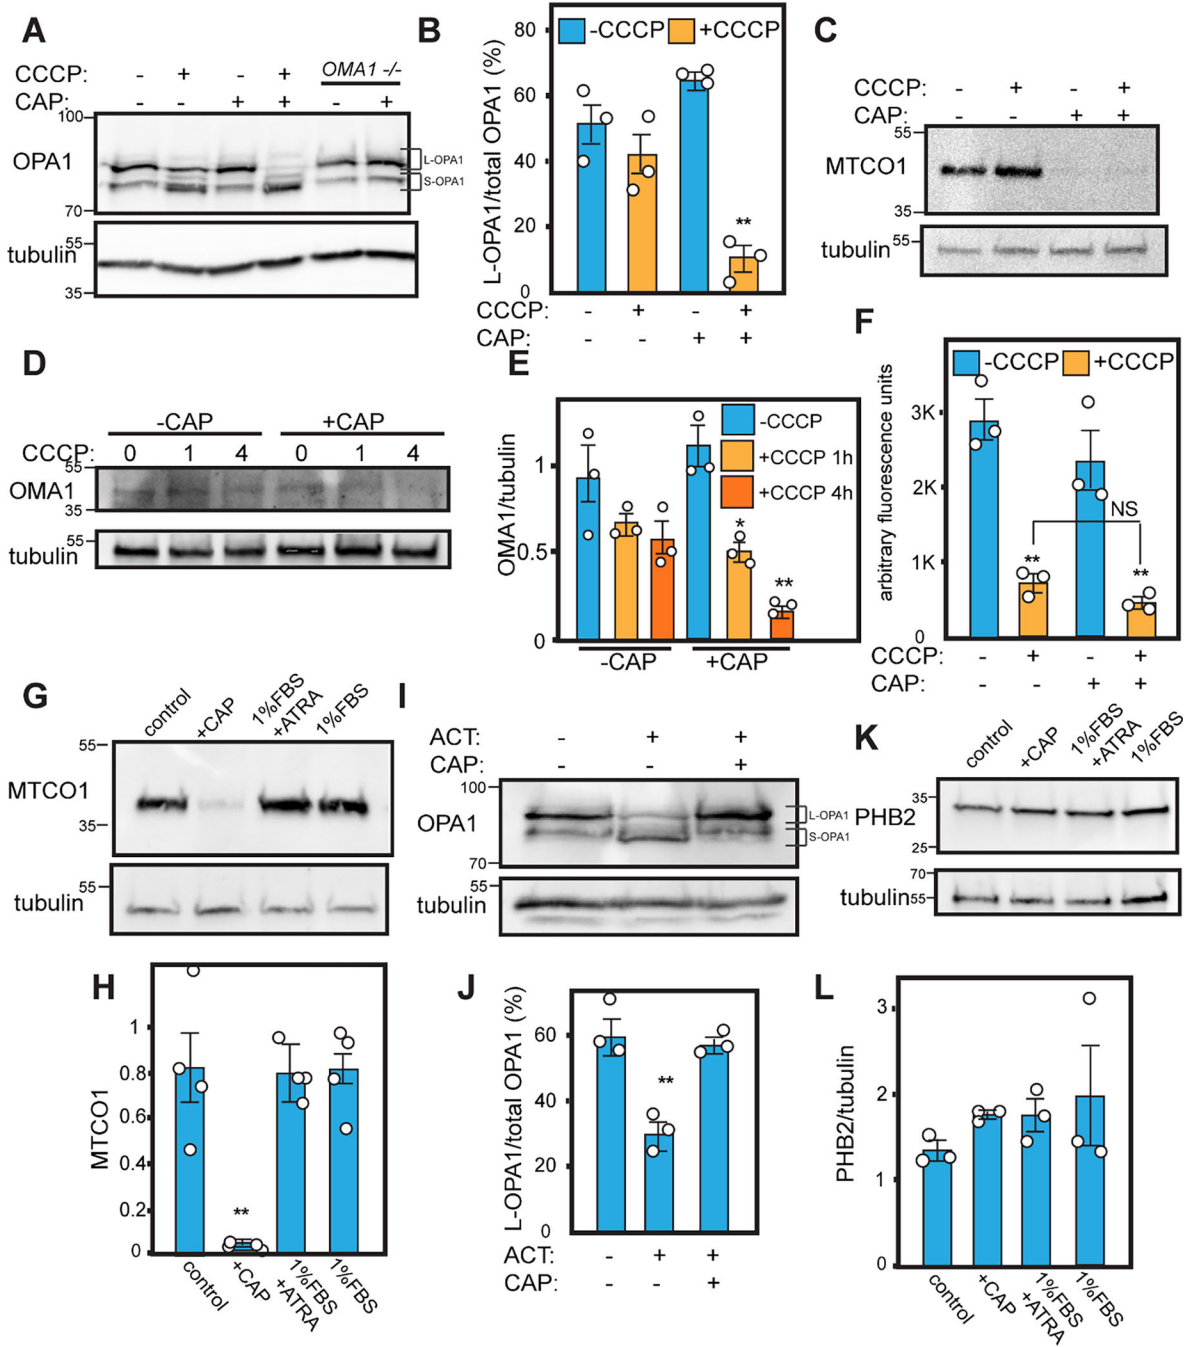 A
CCCP: - + - + OMA1 -/-
CAP: - - + + - +
100
OPA1
L-OPA1
S-OPA1
70
tubulin
55
35
B
-CCCP +CCCP
L-OPA1/total OPA1 (%)
80
60
40
20
0
**
CCCP: - + - +
CAP: - - + +
C
CCCP: - + - +
CAP: - - + +
55
MTCO1
35
tubulin
55
D
-CAP +CAP
CCCP: 0 1 4 0 1 4
55
OMA1
35
55
tubulin
E
-CCCP
+CCCP 1h
+CCCP 4h
OMA1/tubulin
1
0.5
0
*
**
-CAP +CAP
F
-CCCP +CCCP
arbitrary fluorescence units
3K
2K
1K
0
NS
**
**
CCCP: - + - +
CAP: - - + +
G
control
+CAP
1%FBS
+ATRA
1%FBS
55
MTCO1
35
55
tubulin
H
MTCO1
1
0.8
0.6
0.4
0.2
0
**
control
+CAP
1%FBS
+ATRA
1%FBS
I
ACT: - + +
CAP: - - +
100
OPA1
L-OPA1
S-OPA1
70
55
tubulin
J
L-OPA1/total OPA1 (%)
60
40
20
0
**
ACT: - + +
CAP: - - +
K
control
+CAP
1%FBS
+ATRA
1%FBS
35
PHB2
25
70
tubulin
55
L
PHB2/tubulin
3
2
1
0
control
+CAP
1%FBS
+ATRA
1%FBS